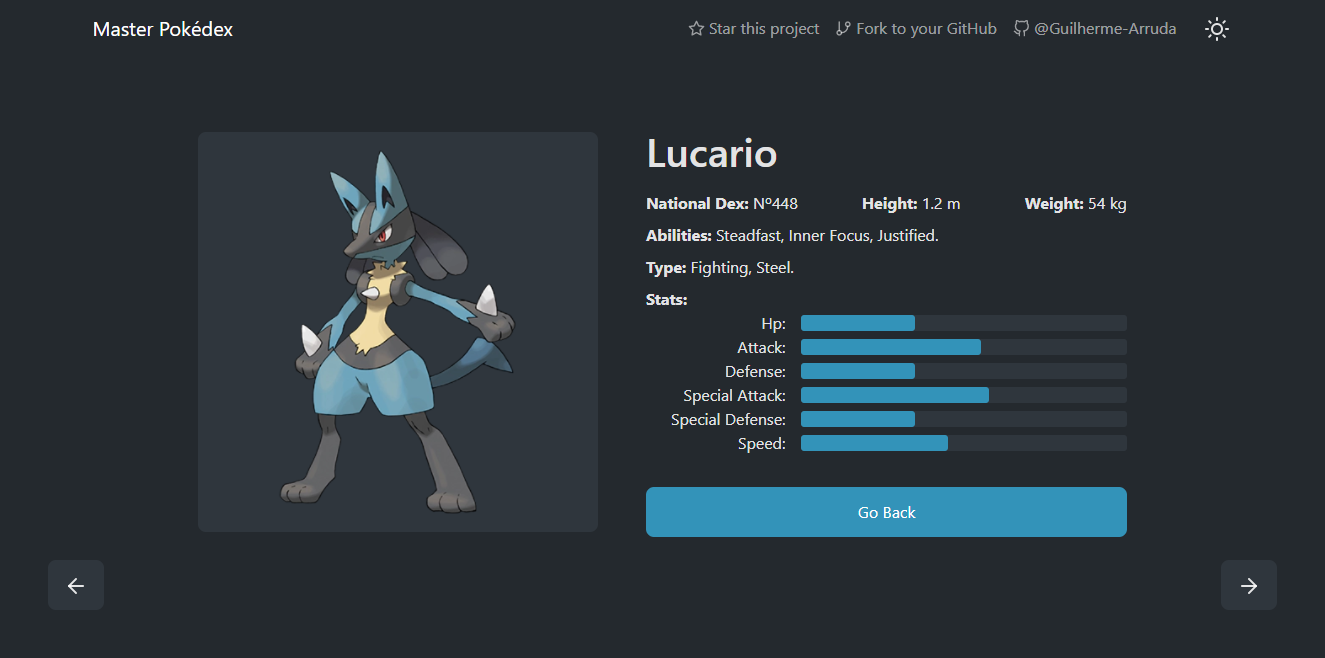 Master Pokédex
Star this project Fork to your GitHub @Guilherme-Arruda
Lucario
National Dex: Nº448 Height: 1.2 m Weight: 54 kg
Abilities: Steadfast, Inner Focus, Justified.
Type: Fighting, Steel.
Stats:
Hp:
Attack:
Defense:
Special Attack:
Special Defense:
Speed:
Go Back